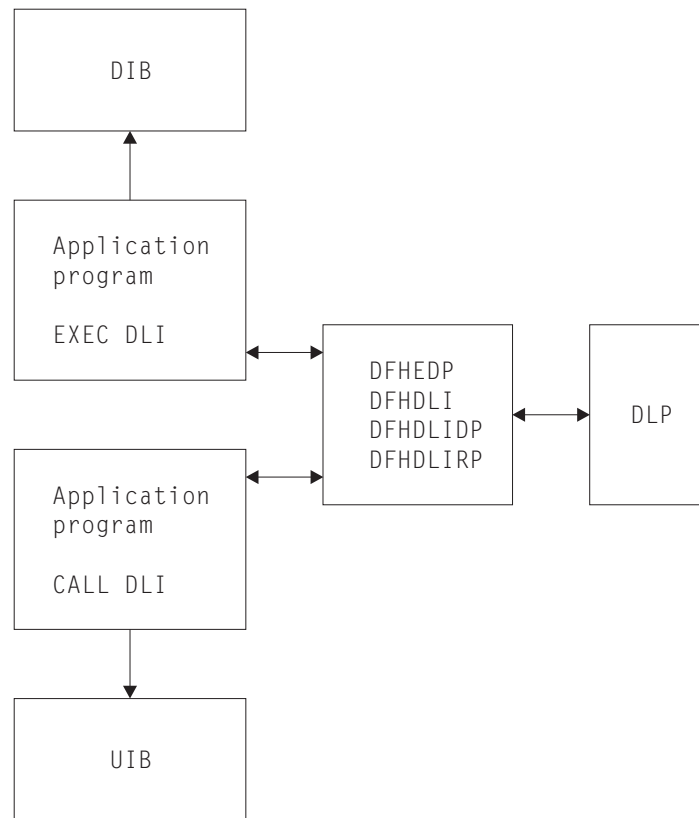 DIB
Application
program
EXEC DLI
DFHEDP
DFHDLI
DFHDLIDP
DFHDLIRP
DLP
Application
program
CALL DLI
UIB